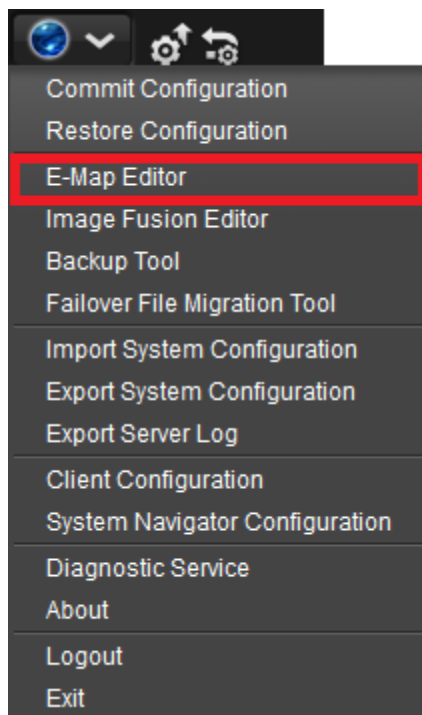 Commit Configuration
Restore Configuration
E-Map Editor
Image Fusion Editor
Backup Tool
Failover File Migration Tool
Import System Configuration
Export System Configuration
Export Server Log
Client Configuration
System Navigator Configuration
Diagnostic Service
About
Logout
Exit